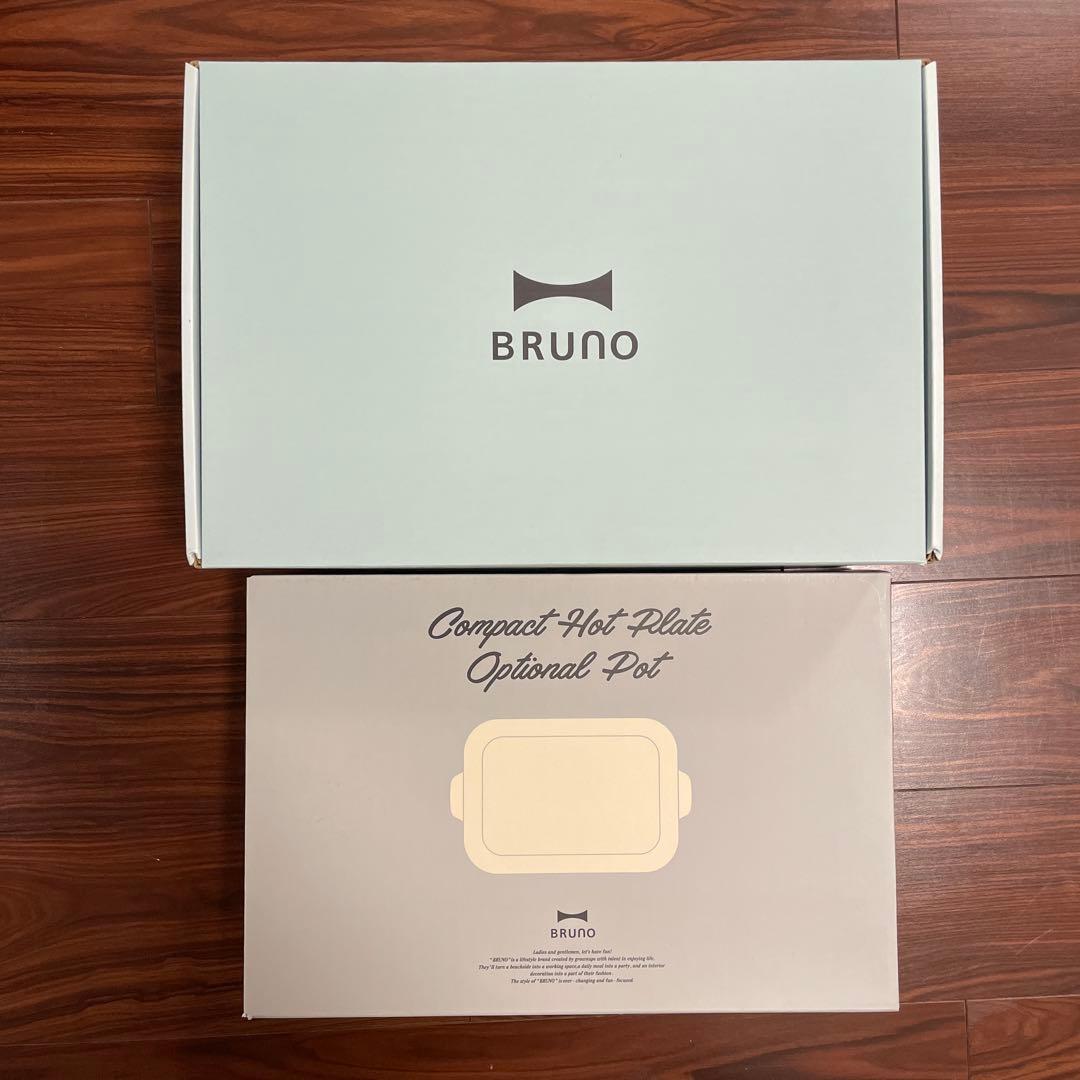 BRUNO
Compact Hot Plate
Optional Pot
BRUNO
Ladies and gentlemen, let's have fun!
"BRUNO" is a lifestyle brand created by grownups with talent in enjoying life.
They'll turn a beachside into a working space,a daily meal into a party, and an interior
decoration into a part of their fashion.
The style of "BRUNO" is ever-changing and fun-focused.